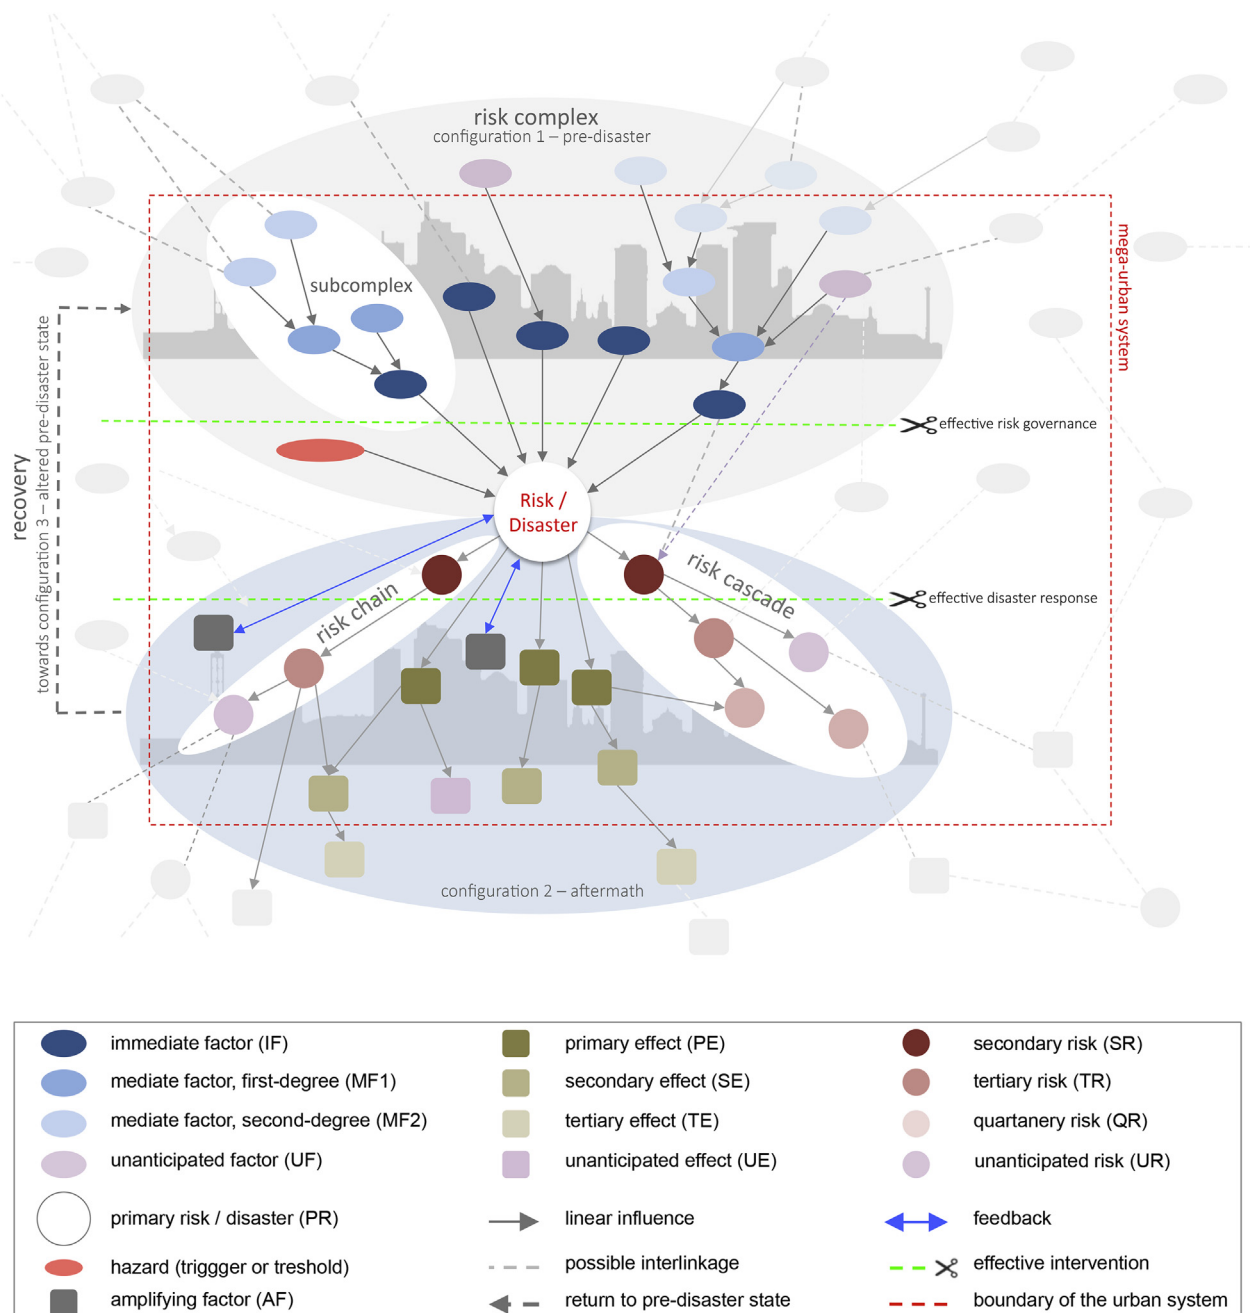 risk complex
configuration 1 – pre-disaster
subcomplex
mega-urban system
effective risk governance
Risk /
Disaster
recovery
towards configuration 3 – altered pre-disaster state
risk chain
risk cascade
effective disaster response
configuration 2 – aftermath
immediate factor (IF)
primary effect (PE)
secondary risk (SR)
mediate factor, first-degree (MF1)
secondary effect (SE)
tertiary risk (TR)
mediate factor, second-degree (MF2)
tertiary effect (TE)
quartanery risk (QR)
unanticipated factor (UF)
unanticipated effect (UE)
unanticipated risk (UR)
primary risk / disaster (PR)
linear influence
feedback
hazard (triggger or treshold)
possible interlinkage
effective intervention
amplifying factor (AF)
return to pre-disaster state
boundary of the urban system